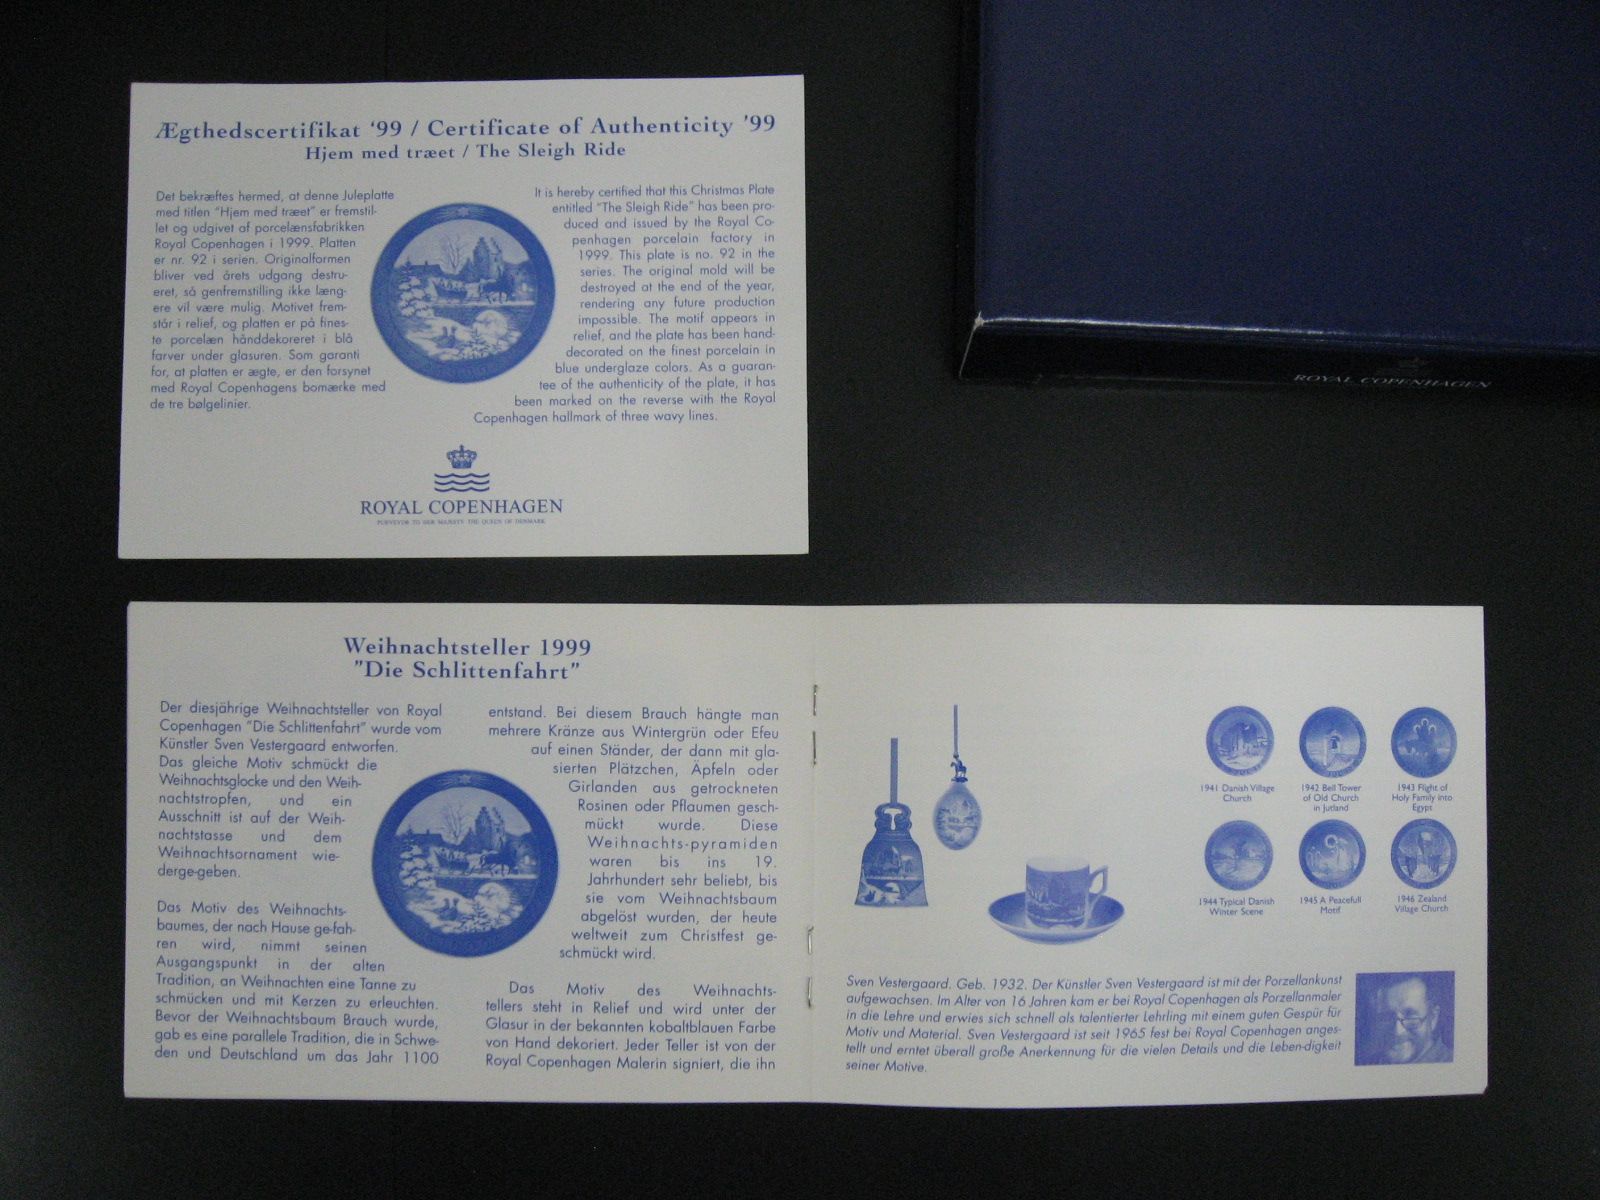 Ægthedscertifikat '99 / Certificate of Authenticity '99
Hjem med træet / The Sleigh Ride
Det bekræftes hermed, at denne Juleplatte
med titlen "Hjem med træet" er fremstil-
let og udgivet af porcelænsfabrikken
Royal Copenhagen i 1999. Platten
er nr. 92 i serien. Originalformen
bliver ved årets udgang destru-
eret, så genfremstilling ikke læng-
ere vil være mulig. Motivet frem-
står i relief, og platten er på fines-
te porcelæn hånddekoreret i blå
farver under glasuren. Som garanti
for, at platten er ægte, er den forsynet
med Royal Copenhagens bomærke med
de tre bølgelinier.
It is hereby certified that this Christmas Plate
entitled "The Sleigh Ride" has been pro-
duced and issued by the Royal Co-
penhagen porcelain factory in
1999. This plate is no. 92 in the
series. The original mold will be
destroyed at the end of the year,
rendering any future production
impossible. The motif appears in
relief, and the plate has been hand-
decorated on the finest porcelain in
blue underglaze colors. As a guaran-
tee of the authenticity of the plate, it has
been marked on the reverse with the Royal
Copenhagen hallmark of three wavy lines.
ROYAL COPENHAGEN
PURVEYOR TO HER MAJESTY THE QUEEN OF DENMARK
ROYAL COPENHAGEN
Weihnachtsteller 1999
"Die Schlittenfahrt"
Der diesjährige Weihnachtsteller von Royal
Copenhagen "Die Schlittenfahrt" wurde vom
Künstler Sven Vestergaard entworfen.
Das gleiche Motiv schmückt die
Weihnachtsglocke und den Weih-
nachtstropfen, und ein
Ausschnitt ist auf der Weih-
nachtstasse und dem
Weihnachtsornament wie-
derge-geben.
Das Motiv des Weihnachts-
baumes, der nach Hause ge-fah-
ren wird, nimmt seinen
Ausgangspunkt in der alten
Tradition, an Weihnachten eine Tanne zu
schmücken und mit Kerzen zu erleuchten.
Bevor der Weihnachtsbaum Brauch wurde,
gab es eine parallele Tradition, die in Schwe-
den und Deutschland um das Jahr 1100
entstand. Bei diesem Brauch hängte man
mehrere Kränze aus Wintergrün oder Efeu
auf einen Ständer, der dann mit gla-
sierten Plätzchen, Äpfeln oder
Girlanden aus getrockneten
Rosinen oder Pflaumen gesch-
mückt wurde. Diese
Weihnachts-pyramiden
waren bis ins 19.
Jahrhundert sehr beliebt, bis
sie vom Weihnachtsbaum
abgelöst wurden, der heute
weltweit zum Christfest ge-
schmückt wird.
Das Motiv des Weihnachts-
tellers steht in Relief und wird unter der
Glasur in der bekannten kobaltblauen Farbe
von Hand dekoriert. Jeder Teller ist von der
Royal Copenhagen Malerin signiert, die ihn
1941 Danish Village
Church
1942 Bell Tower
of Old Church
in Jutland
1943 Flight of
Holy Family into
Egypt
1944 Typical Danish
Winter Scene
1945 A Peacefull
Motif
1946 Zealand
Village Church
Sven Vestergaard. Geb. 1932. Der Künstler Sven Vestergaard ist mit der Porzellankunst
aufgewachsen. Im Alter von 16 Jahren kam er bei Royal Copenhagen als Porzellanmaler
in die Lehre und erwies sich schnell als talentierter Lehrling mit einem guten Gespür für
Motiv und Material. Sven Vestergaard ist seit 1965 fest bei Royal Copenhagen anges-
tellt und erntet überall große Anerkennung für die vielen Details und die Leben-digkeit
seiner Motive.